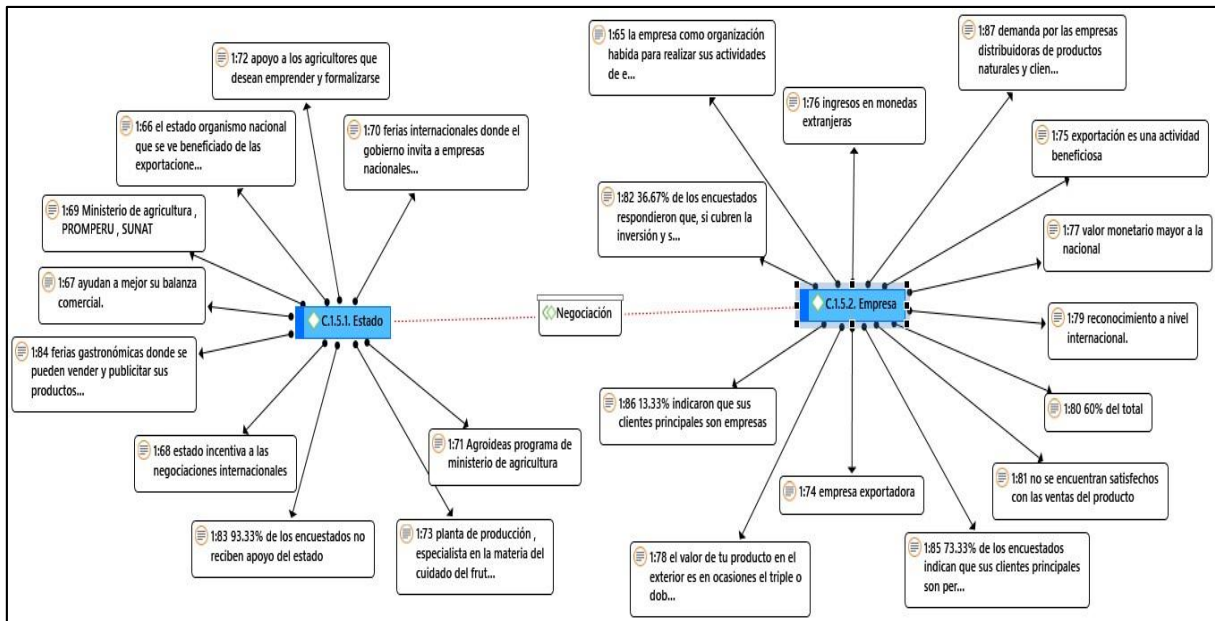 1:72 apoyo a los agricultores que
desean emprender y formalizarse
1:66 el estado organismo nacional
que se ve beneficiado de las
exportacione...
1:70 ferias internacionales donde el
gobierno invita a empresas
nacionales...
1:69 Ministerio de agricultura ,
PROMPERU , SUNAT
1:67 ayudan a mejor su balanza
comercial.
C.1.5.1. Estado
1:84 ferias gastronómicas donde se
pueden vender y publicitar sus
productos...
1:68 estado incentiva a las
negociaciones internacionales
1:71 Agroideas programa de
ministerio de agricultura
1:83 93.33% de los encuestados no
reciben apoyo del estado
1:73 planta de producción ,
especialista en la materia del
cuidado del frut...
Negociación
1:65 la empresa como organización
habida para realizar sus actividades
de e...
1:87 demanda por las empresas
distribuidoras de productos
naturales y clien...
1:76 ingresos en monedas
extranjeras
1:75 exportación es una actividad
beneficiosa
1:82 36.67% de los encuestados
respondieron que, si cubren la
inversión y s...
1:77 valor monetario mayor a la
nacional
C.1.5.2. Empresa
1:79 reconocimiento a nivel
internacional.
1:86 13.33% indicaron que sus
clientes principales son empresas
1:80 60% del total
1:81 no se encuentran satisfechos
con las ventas del producto
1:74 empresa exportadora
1:78 el valor de tu producto en el
exterior es en ocasiones el triple o
dob...
1:85 73.33% de los encuestados
indican que sus clientes principales
son per...